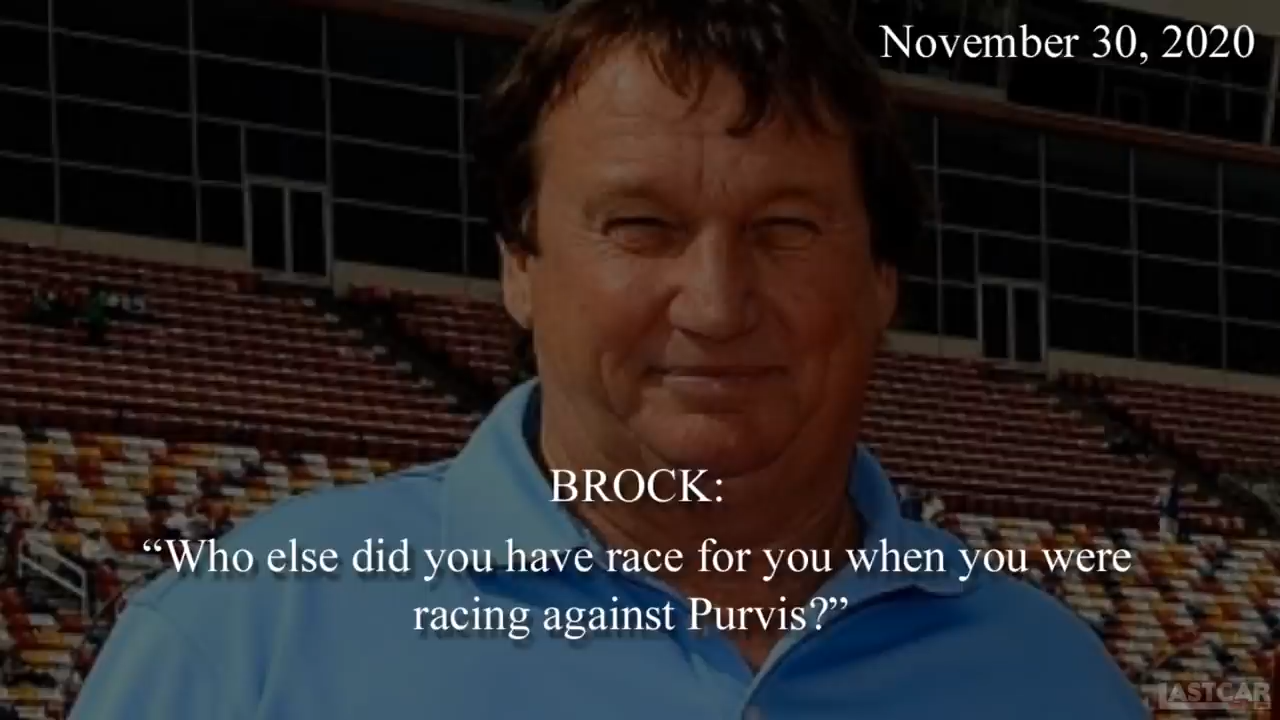 November 30, 2020
BROCK:
“Who else did you have race for you when you were
racing against Purvis?”
LASTCAR